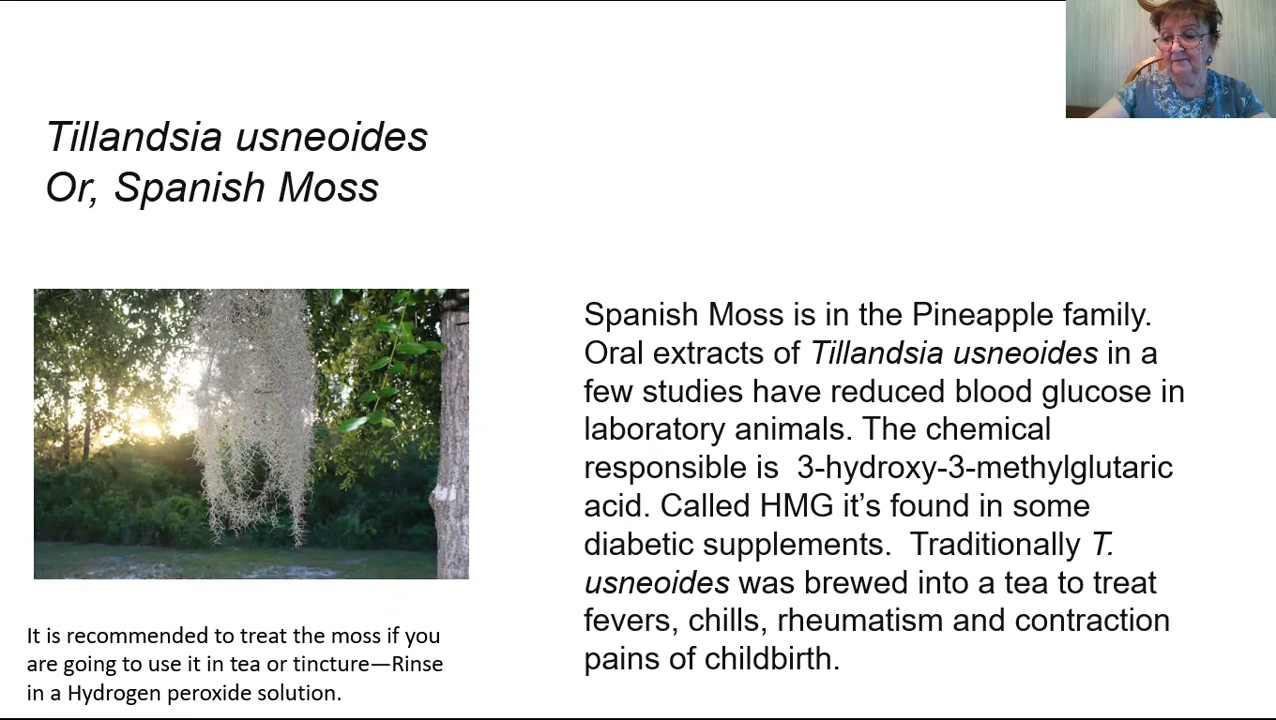 Tillandsia usneoides
Or, Spanish Moss
Spanish Moss is in the Pineapple family.
Oral extracts of Tillandsia usneoides in a
few studies have reduced blood glucose in
laboratory animals. The chemical
responsible is  3-hydroxy-3-methylglutaric
acid. Called HMG it’s found in some
diabetic supplements.  Traditionally T.
usneoides was brewed into a tea to treat
fevers, chills, rheumatism and contraction
pains of childbirth.
It is recommended to treat the moss if you
are going to use it in tea or tincture—Rinse
in a Hydrogen peroxide solution.